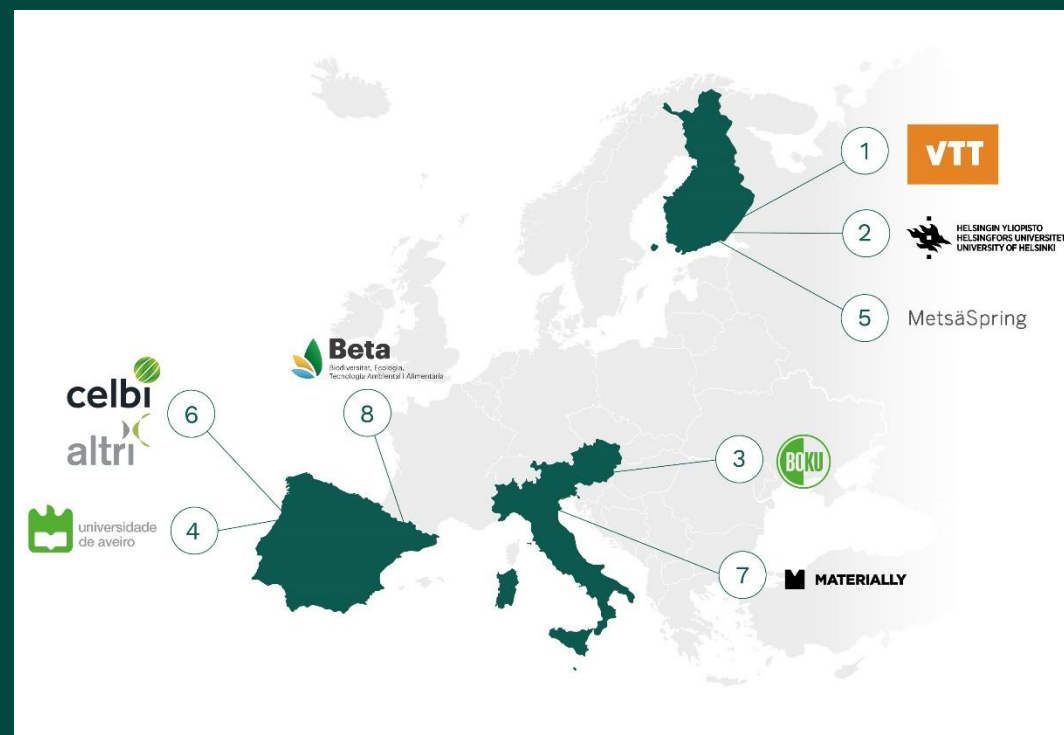 1
VTT
2
HELSINGIN YLIOPISTO
HELSINGFORS UNIVERSITET
UNIVERSITY OF HELSINKI
5
MetsäSpring
Beta
Biodiversitat, Ecologia,
Tecnologia Ambiental i Alimentària
8
celbi
altri
6
3
BOKU
universidade
de aveiro
4
7
MATERIALLY